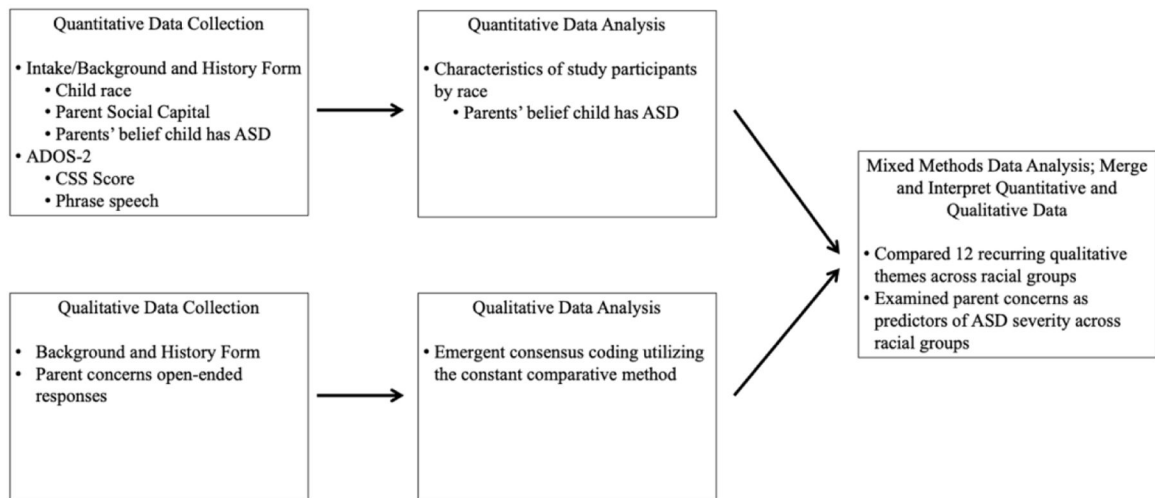 Quantitative Data Collection
• Intake/Background and History Form
• Child race
• Parent Social Capital
• Parents' belief child has ASD
• ADOS-2
• CSS Score
• Phrase speech
Quantitative Data Analysis
• Characteristics of study participants
by race
• Parents' belief child has ASD
Qualitative Data Collection
• Background and History Form
• Parent concerns open-ended
responses
Qualitative Data Analysis
• Emergent consensus coding utilizing
the constant comparative method
Mixed Methods Data Analysis; Merge
and Interpret Quantitative and
Qualitative Data
• Compared 12 recurring qualitative
themes across racial groups
• Examined parent concerns as
predictors of ASD severity across
racial groups